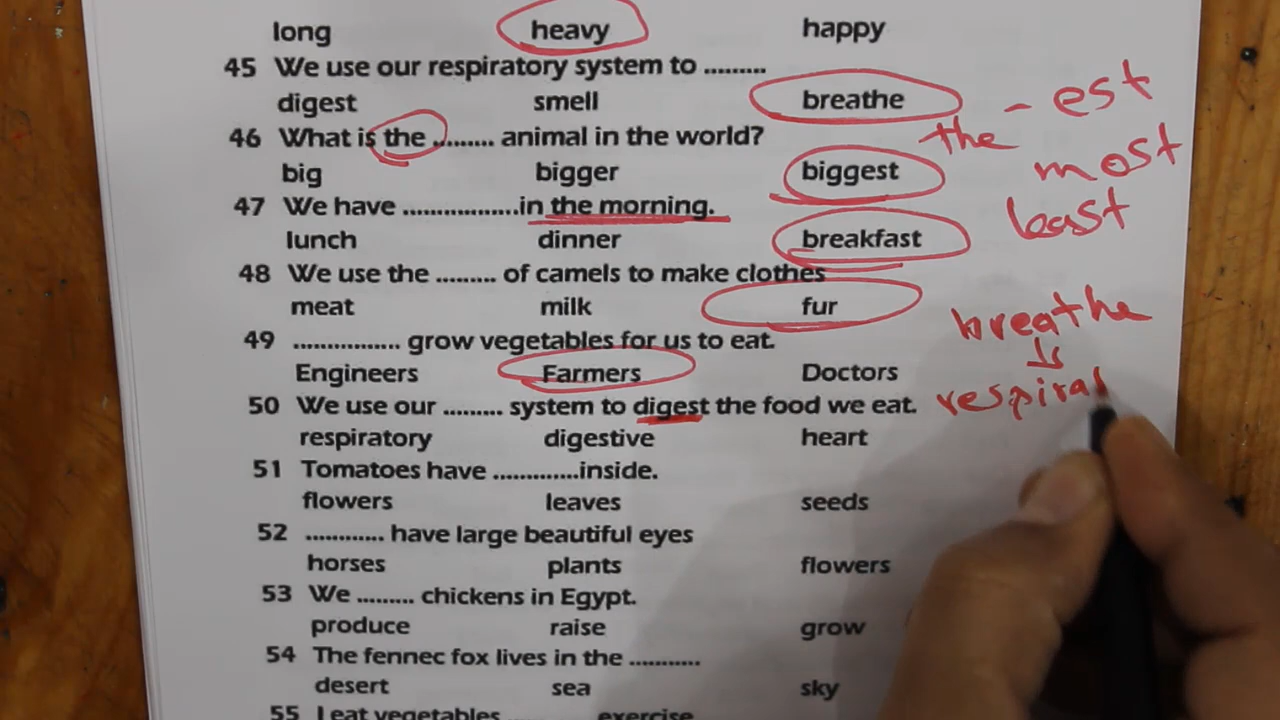 long heavy happy
45 We use our respiratory system to .........
digest smell breathe
46 What is the ......... animal in the world?
big bigger biggest
47 We have ................in the morning.
lunch dinner breakfast
48 We use the ......... of camels to make clothes
meat milk fur
49 ................ grow vegetables for us to eat.
Engineers Farmers Doctors
50 We use our ......... system to digest the food we eat.
respiratory digestive heart
51 Tomatoes have .............inside.
flowers leaves seeds
52 ............ have large beautiful eyes
horses plants flowers
53 We ......... chickens in Egypt.
produce raise grow
54 The fennec fox lives in the ...........
desert sea sky
55 I eat vegetables ............ exercise
the - est
most
least
breathe
respirat